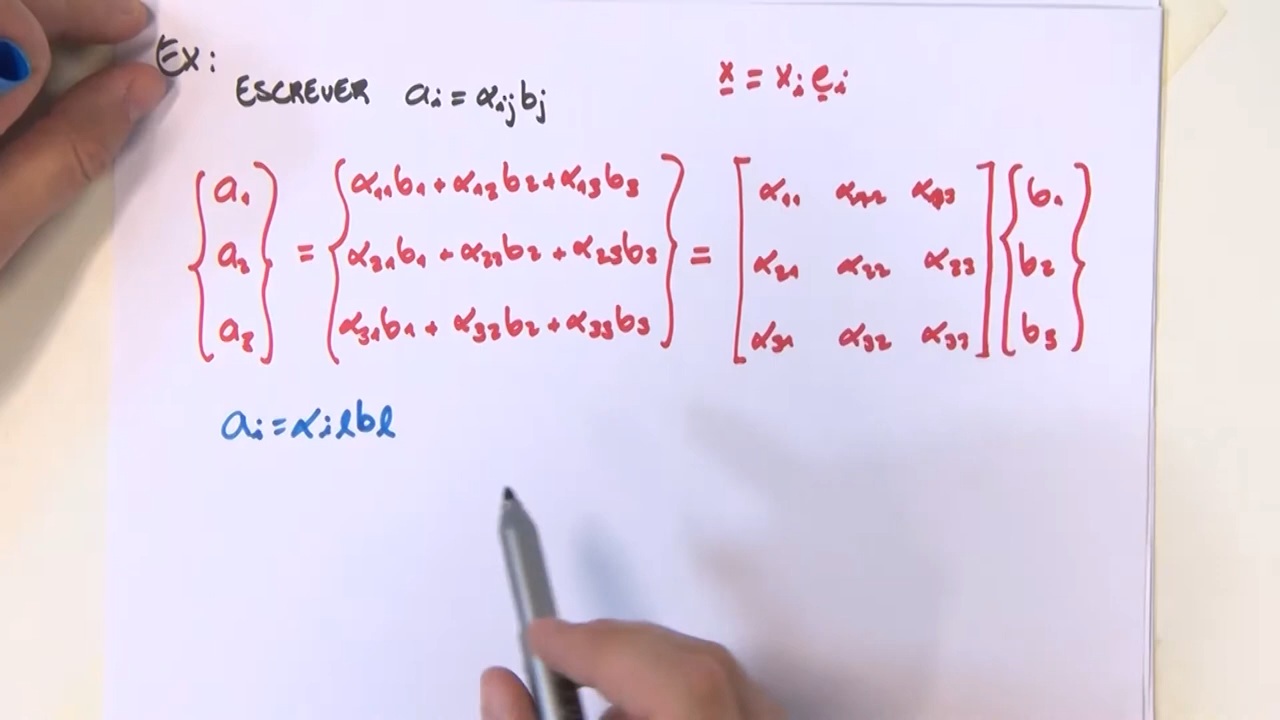 Ex:
ESCREVER aᵢ = αᵢⱼbⱼ
x = xᵢeᵢ
{a₁ a₂ a₃} = {α₁₁b₁ + α₁₂b₂ + α₁₃b₃
α₂₁b₁ + α₂₂b₂ + α₂₃b₃
α₃₁b₁ + α₃₂b₂ + α₃₃b₃} =
[α₁₁ α₁₂ α₁₃
α₂₁ α₂₂ α₂₃
α₃₁ α₃₂ α₃₃] {b₁ b₂ b₃}
aᵢ = αᵢₗbₗ